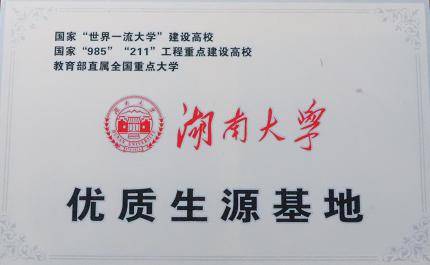 国家“世界一流大学”建设高校
国家“985”“211”工程重点建设高校
教育部直属全国重点大学
湖南大学
优质生源基地